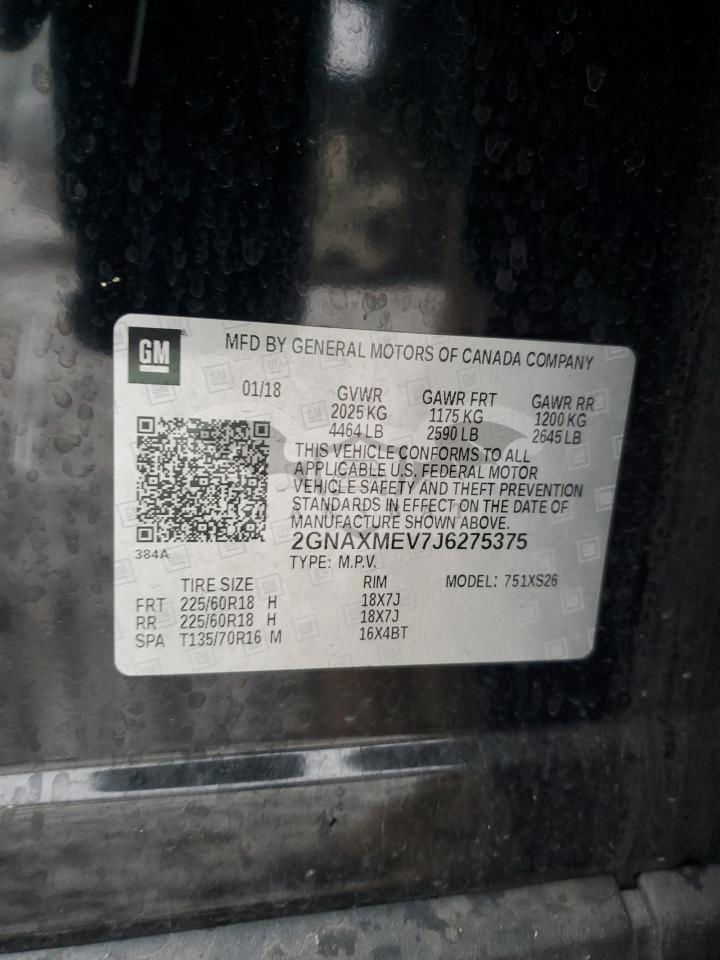 GM
MFD BY GENERAL MOTORS OF CANADA COMPANY
01/18 GVWR GAWR FRT GAWR RR
2025 KG 1175 KG 1200 KG
4464 LB 2590 LB 2645 LB
THIS VEHICLE CONFORMS TO ALL
APPLICABLE U.S. FEDERAL MOTOR
VEHICLE SAFETY AND THEFT PREVENTION
STANDARDS IN EFFECT ON THE DATE OF
MANUFACTURE SHOWN ABOVE.
384A
2GNAXMEV7J6275375
TYPE: M.P.V.
TIRE SIZE RIM MODEL: 751XS26
FRT 225/60R18 H 18X7J
RR 225/60R18 H 18X7J
SPA T135/70R16 M 16X4BT